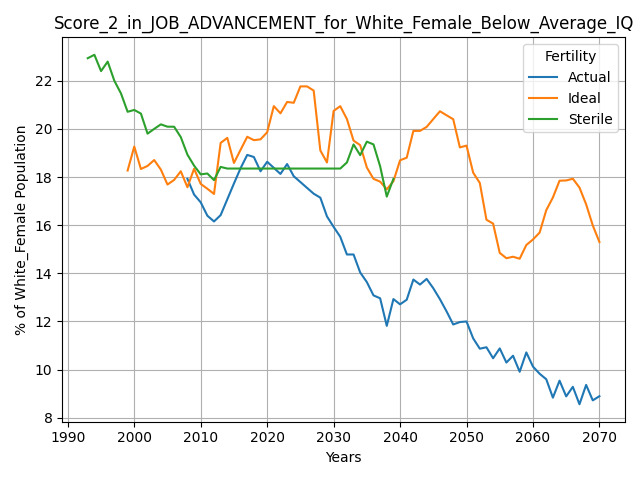 Score_2_in_JOB_ADVANCEMENT_for_White_Female_Below_Average_IQ
Fertility
Actual
Ideal
Sterile
% of White_Female Population
22
20
18
16
14
12
10
8
1990 2000 2010 2020 2030 2040 2050 2060 2070
Years